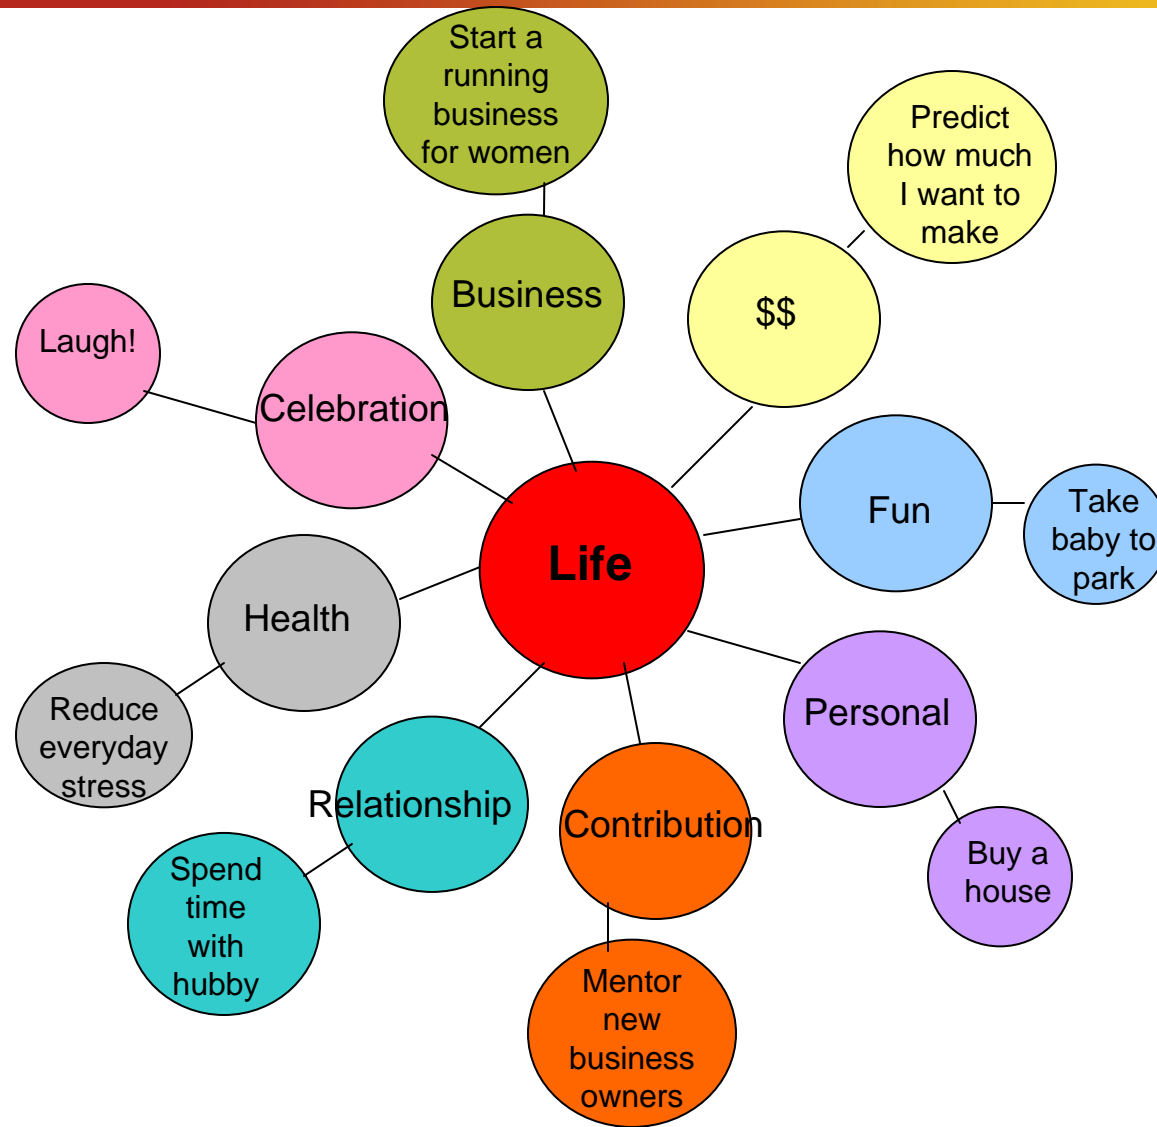 Start a
running
business
for women
Predict
how much
I want to
make
Business
$$
Laugh!
Celebration
Fun
Take
baby to
park
Life
Health
Personal
Reduce
everyday
stress
Relationship
Contribution
Buy a
house
Spend
time
with
hubby
Mentor
new
business
owners